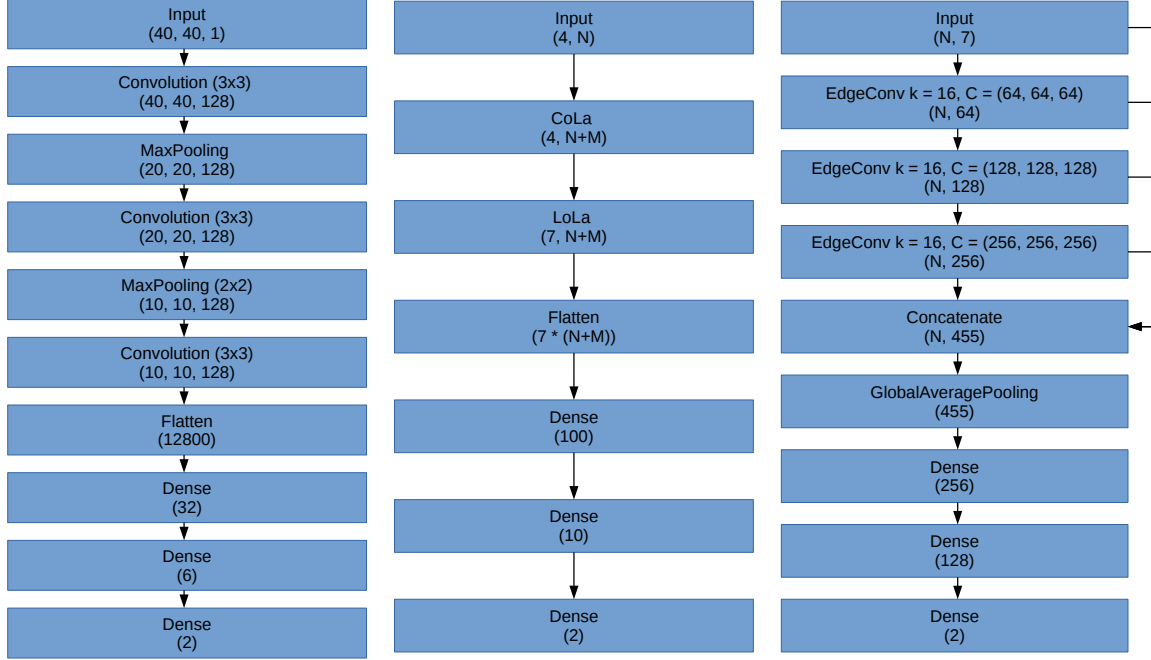 Input
(40, 40, 1)
Convolution (3x3)
(40, 40, 128)
MaxPooling
(20, 20, 128)
Convolution (3x3)
(20, 20, 128)
MaxPooling (2x2)
(10, 10, 128)
Convolution (3x3)
(10, 10, 128)
Flatten
(12800)
Dense
(32)
Dense
(6)
Dense
(2)
Input
(4, N)
CoLa
(4, N+M)
LoLa
(7, N+M)
Flatten
(7 * (N+M))
Dense
(100)
Dense
(10)
Dense
(2)
Input
(N, 7)
EdgeConv k = 16, C = (64, 64, 64)
(N, 64)
EdgeConv k = 16, C = (128, 128, 128)
(N, 128)
EdgeConv k = 16, C = (256, 256, 256)
(N, 256)
Concatenate
(N, 455)
GlobalAveragePooling
(455)
Dense
(256)
Dense
(128)
Dense
(2)